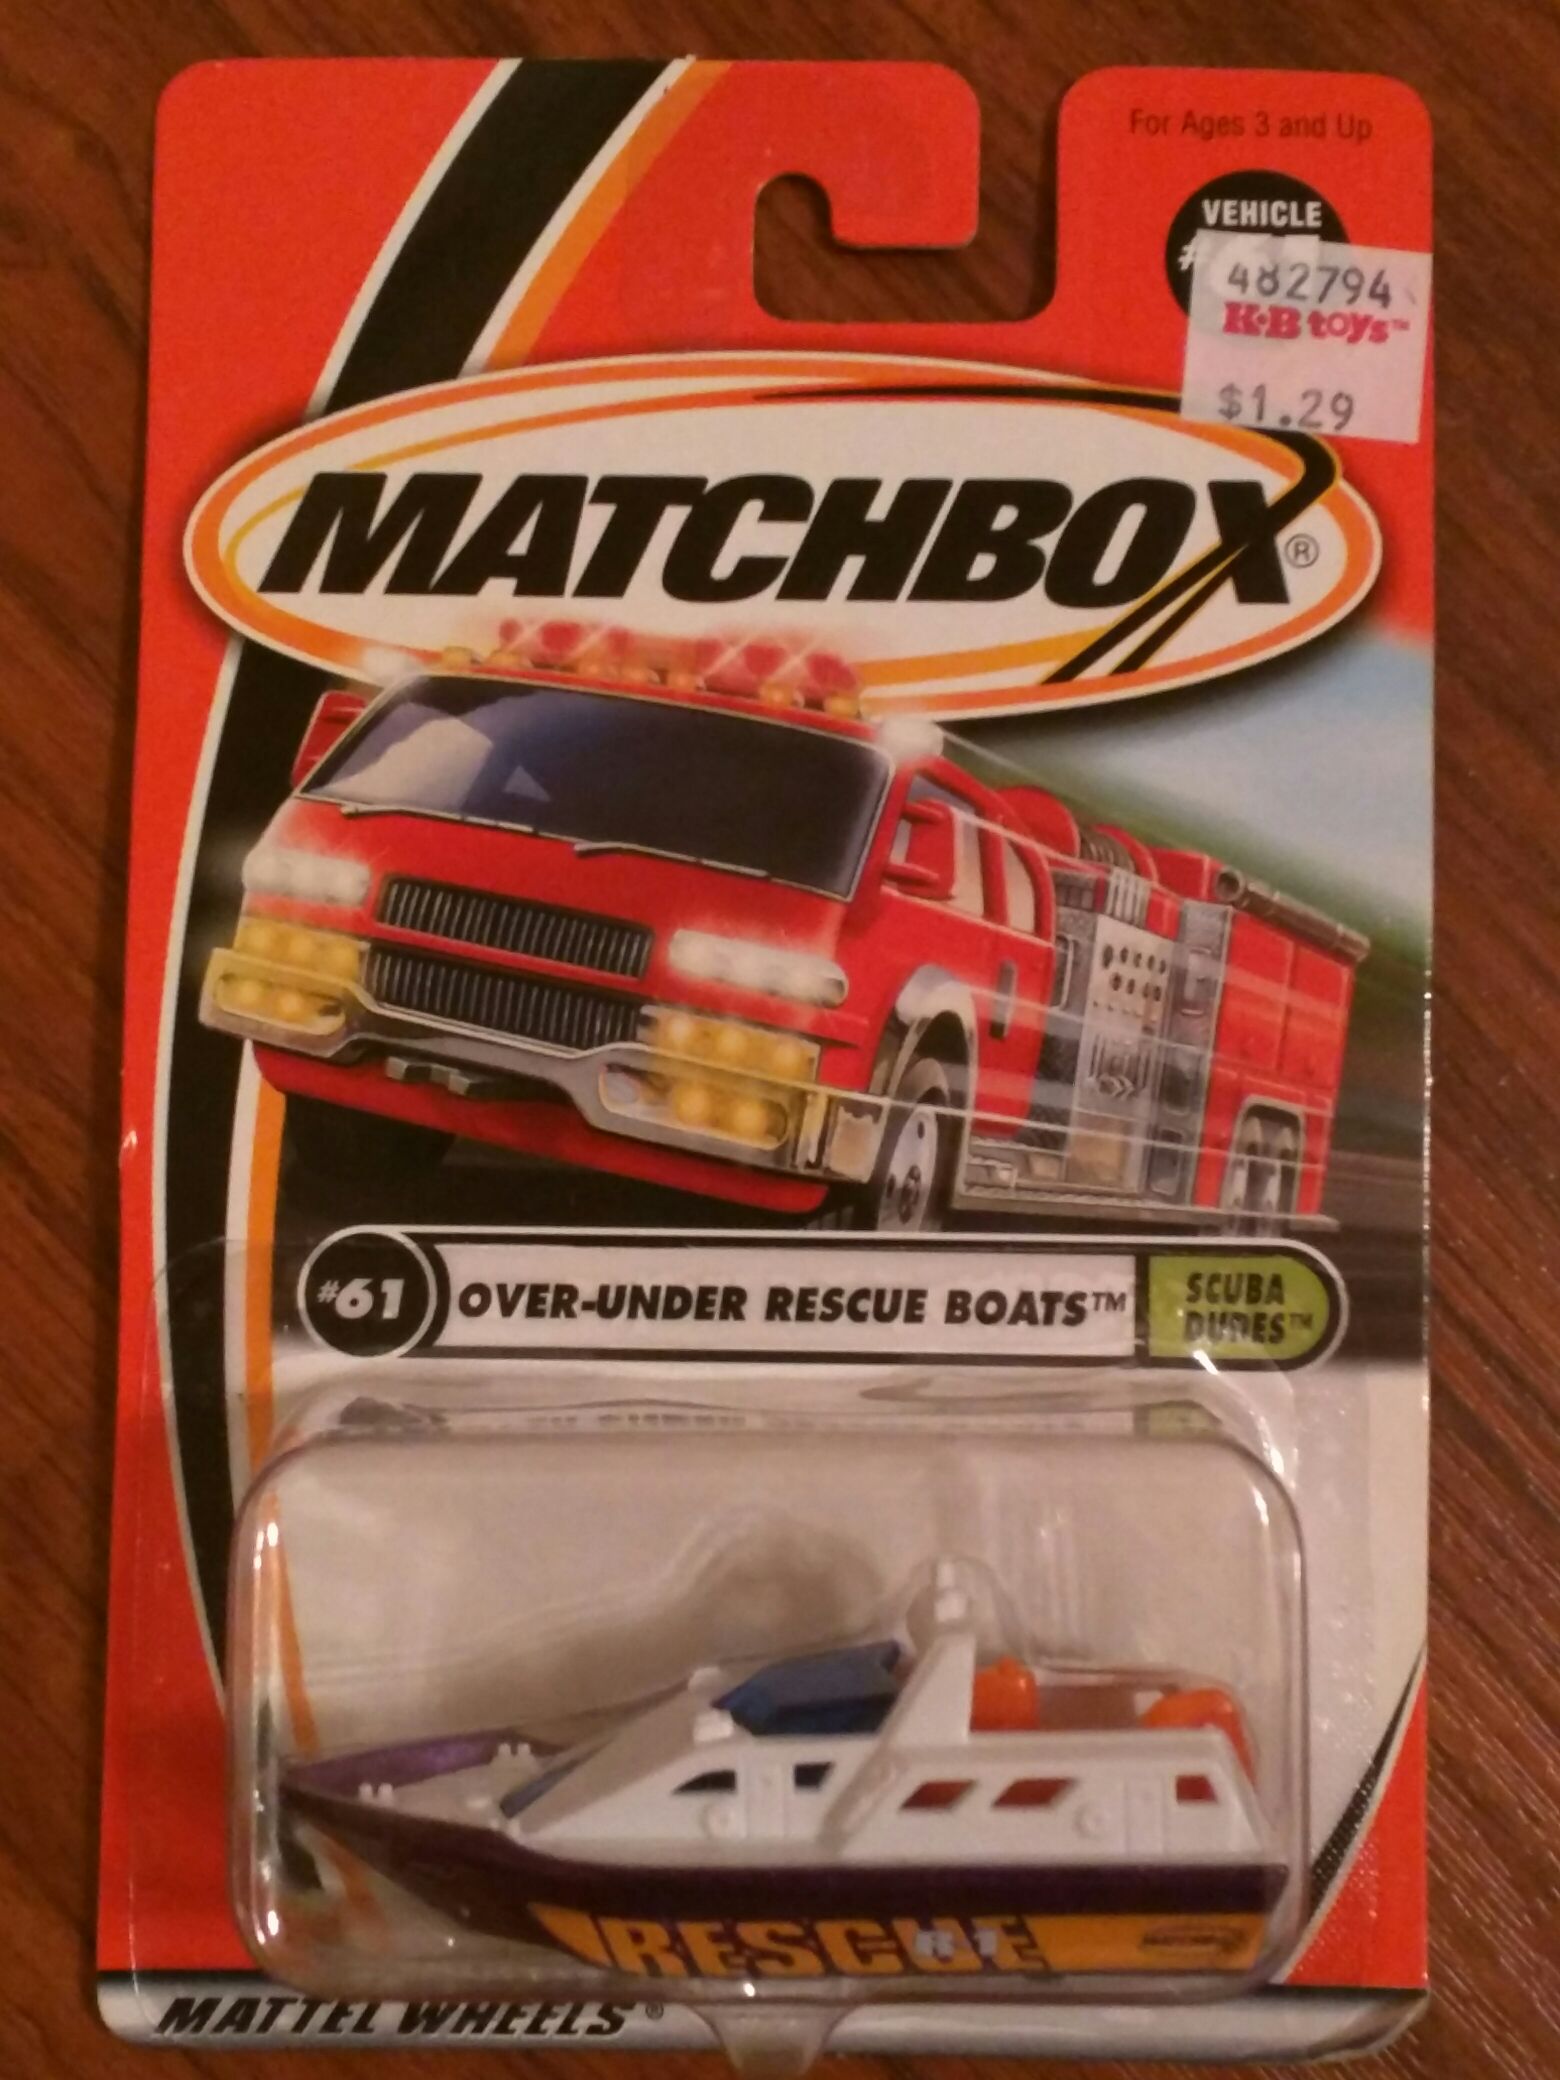 For Ages 3 and Up
VEHICLE
#
482794
K·B toys™
$1.29
MATCHBOX®
#61
OVER-UNDER RESCUE BOATS™
SCUBA
DUDES™
RESCUE
61
MATTEL WHEELS®